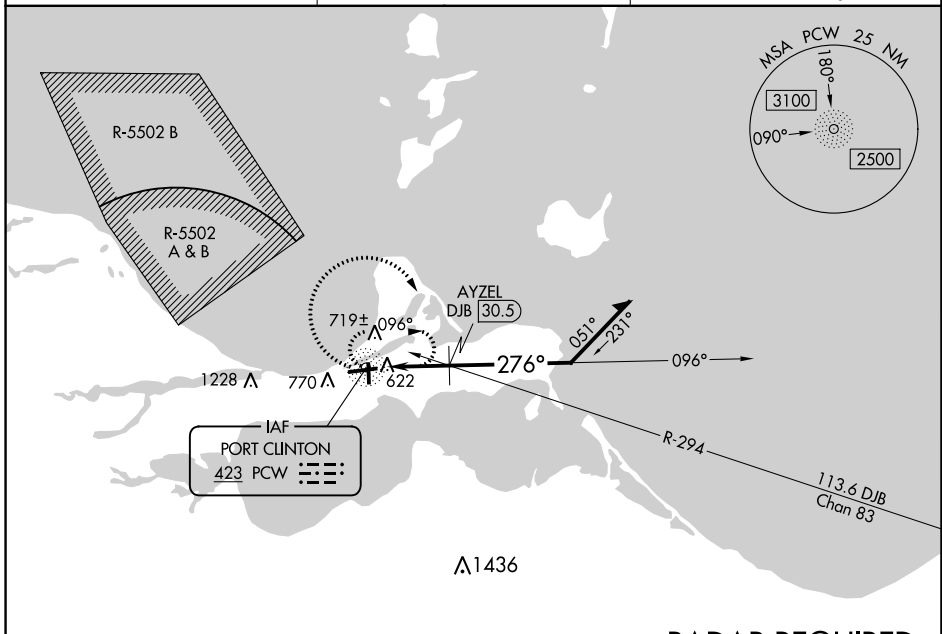 MSA PCW 25 NM
180°
3100
090°
2500
R-5502 B
R-5502
A & B
AYZEL
DJB 30.5
719± 096°
051°
231°
276°
096°
1228
770
622
IAF
PORT CLINTON
423 PCW
R-294
113.6 DJB
Chan 83
1436
RADAR REQUIRED